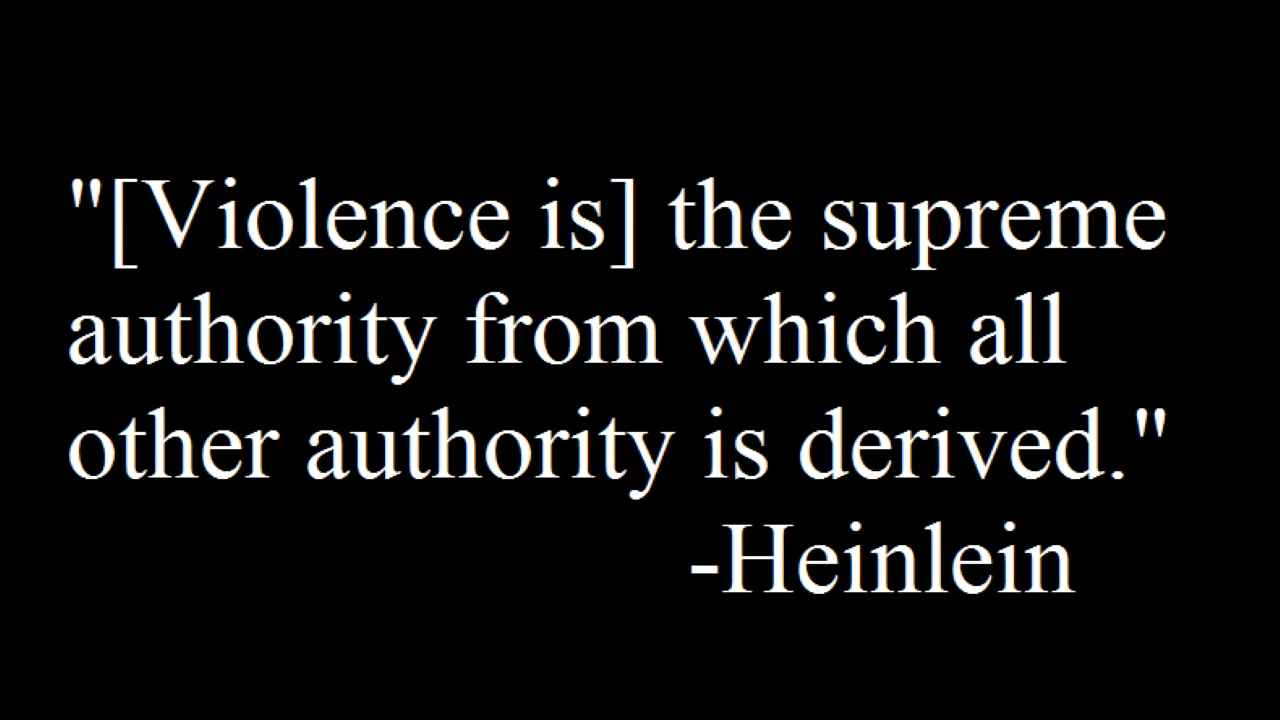 "[Violence is] the supreme
authority from which all
other authority is derived."
-Heinlein